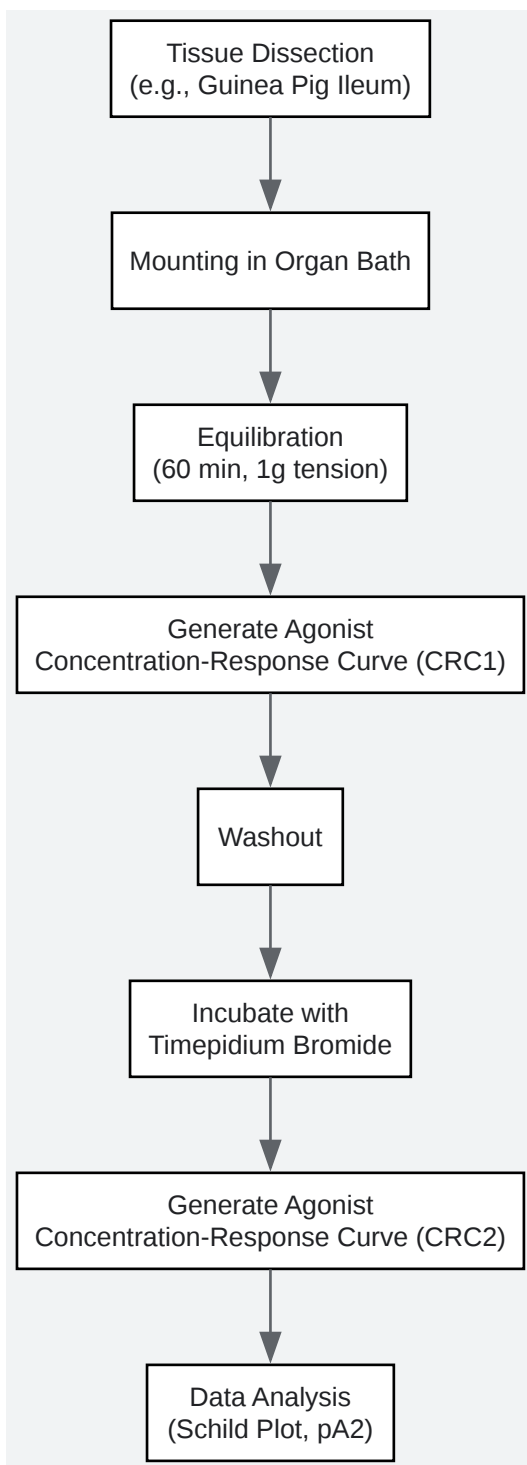 Tissue Dissection
(e.g., Guinea Pig Ileum)
Mounting in Organ Bath
Equilibration
(60 min, 1g tension)
Generate Agonist
Concentration-Response Curve (CRC1)
Washout
Incubate with
Timepidium Bromide
Generate Agonist
Concentration-Response Curve (CRC2)
Data Analysis
(Schild Plot, pA2)